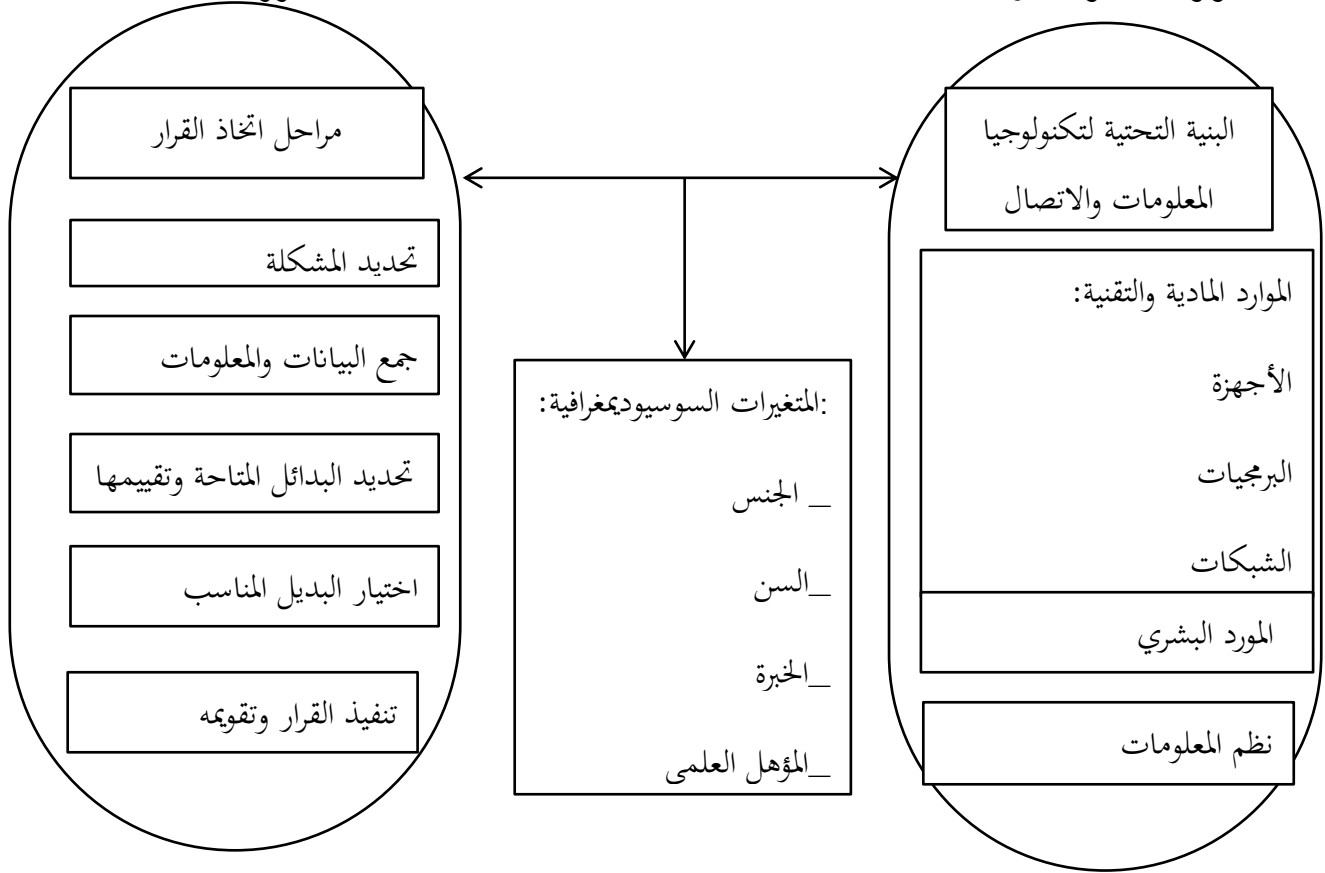 البنية التحتية لتكنولوجيا
المعلومات والاتصال
الموارد المادية والتقنية:
الأجهزة
البرمجيات
الشبكات
المورد البشري
نظم المعلومات
:المتغيرات السوسيوديمغرافية:
_ الجنس
_السن
_الخبرة
_المؤهل العلمى
مراحل اتخاذ القرار
تحديد المشكلة
جمع البيانات والمعلومات
تحديد البدائل المتاحة وتقييمها
اختيار البديل المناسب
تنفيذ القرار وتقويمه